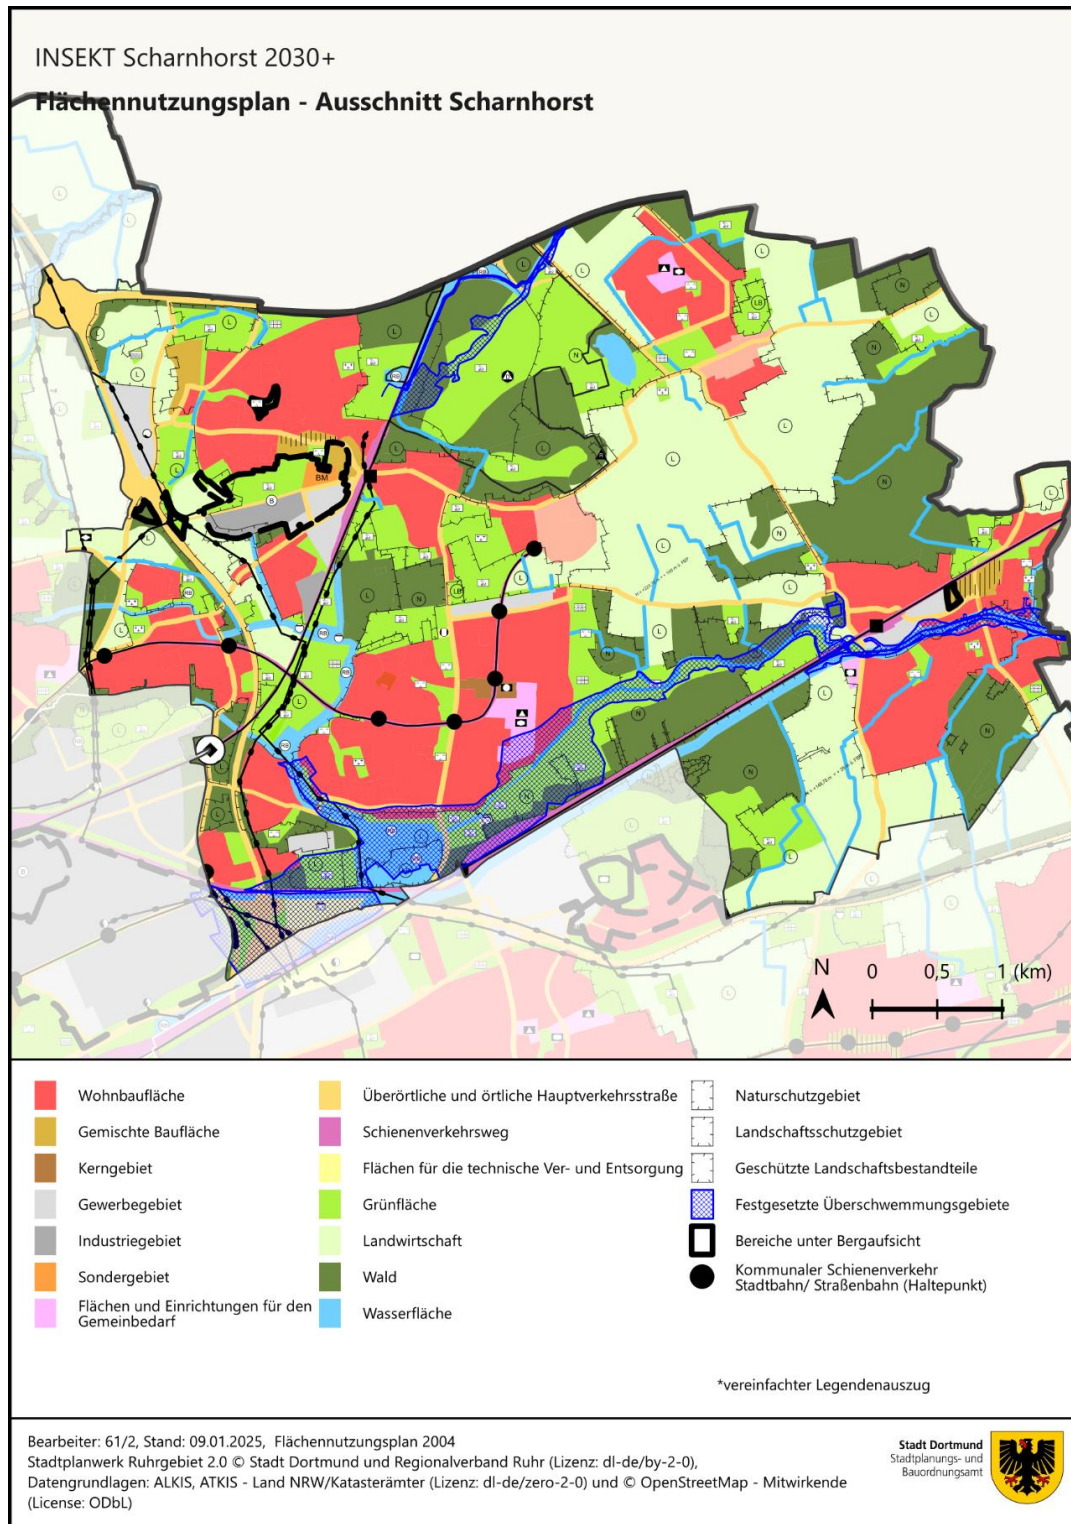 INSEKT Scharnhorst 2030+
Flächennutzungsplan - Ausschnitt Scharnhorst
BM
B
N
0 0,5 1 (km)
Wohnbaufläche
Gemischte Baufläche
Kerngebiet
Gewerbegebiet
Industriegebiet
Sondergebiet
Flächen und Einrichtungen für den
Gemeinbedarf
Überörtliche und örtliche Hauptverkehrsstraße
Schienenverkehrsweg
Flächen für die technische Ver- und Entsorgung
Grünfläche
Landwirtschaft
Wald
Wasserfläche
Naturschutzgebiet
Landschaftsschutzgebiet
Geschützte Landschaftsbestandteile
Festgesetzte Überschwemmungsgebiete
Bereiche unter Bergaufsicht
Kommunaler Schienenverkehr
Stadtbahn/ Straßenbahn (Haltepunkt)
*vereinfachter Legendenauszug
Bearbeiter: 61/2, Stand: 09.01.2025, Flächennutzungsplan 2004
Stadtplanwerk Ruhrgebiet 2.0 © Stadt Dortmund und Regionalverband Ruhr (Lizenz: dl-de/by-2-0),
Datengrundlagen: ALKIS, ATKIS - Land NRW/Katasterämter (Lizenz: dl-de/zero-2-0) und © OpenStreetMap - Mitwirkende
(License: ODbL)
Stadt Dortmund
Stadtplanungs- und
Bauordnungsamt